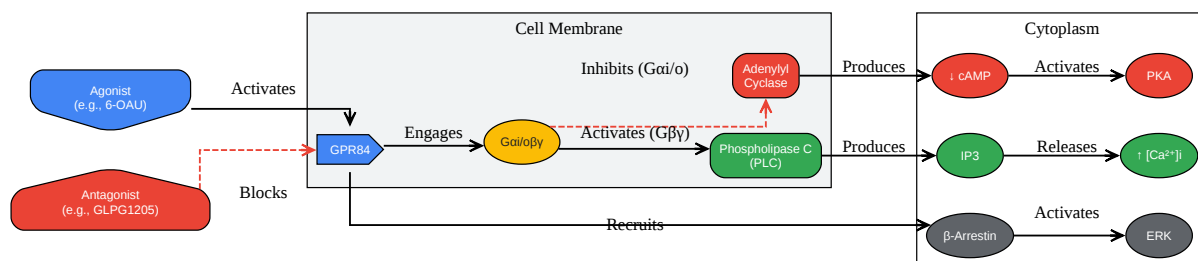 Cell Membrane
Cytoplasm
Agonist
(e.g., 6-OAU)
Activates
Inhibits (Gαi/o)
Adenylyl
Cyclase
Produces
↓ cAMP
Activates
PKA
GPR84
Engages
Gαi/oβγ
Activates (Gβγ)
Phospholipase C
(PLC)
Produces
IP3
Releases
↑ [Ca²⁺]i
Antagonist
(e.g., GLPG1205)
Blocks
Recruits
β-Arrestin
Activates
ERK